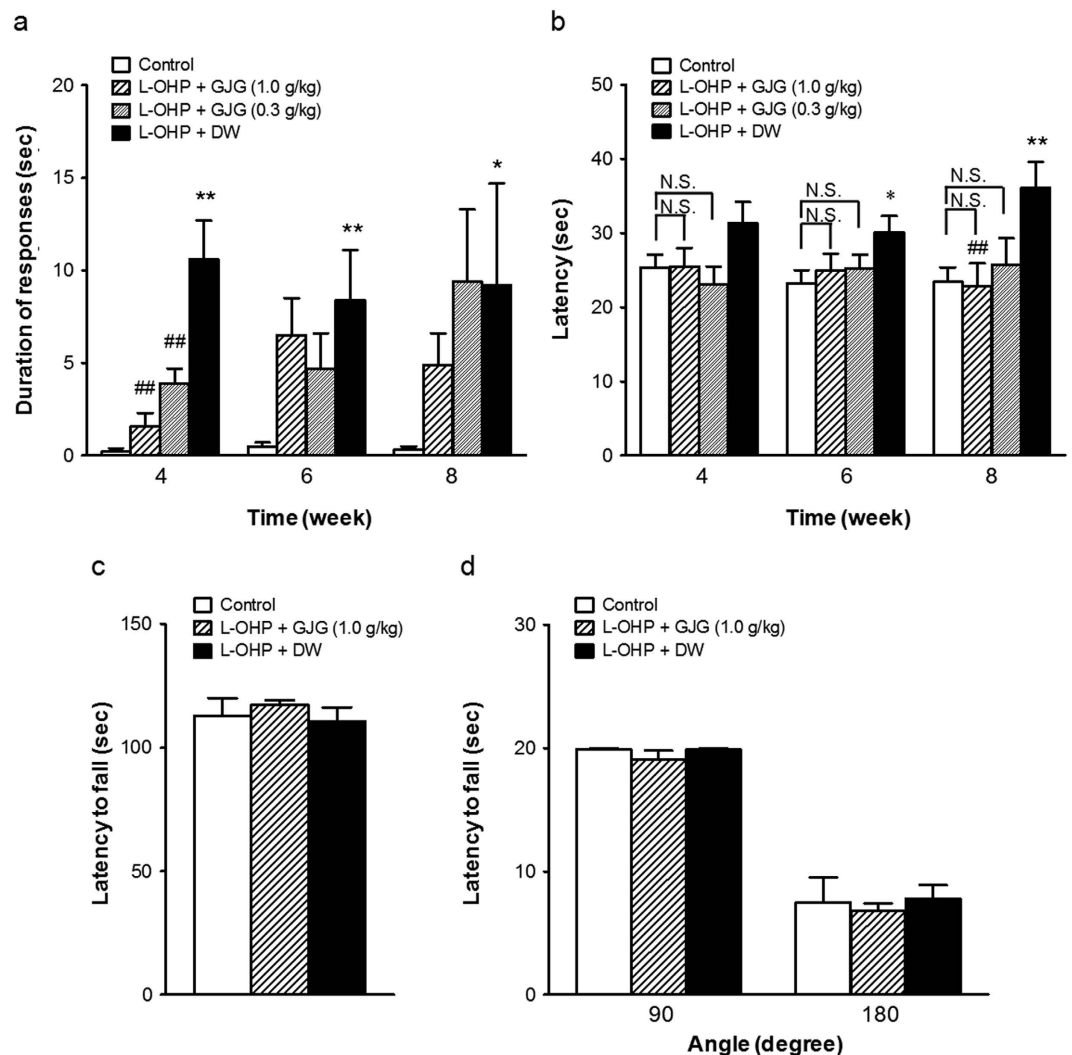 a
Control
L-OHP + GJG (1.0 g/kg)
L-OHP + GJG (0.3 g/kg)
L-OHP + DW
Duration of responses (sec)
20
15
10
5
0
##
##
**
**
*
4
6
8
Time (week)
b
Control
L-OHP + GJG (1.0 g/kg)
L-OHP + GJG (0.3 g/kg)
L-OHP + DW
Latency (sec)
50
40
30
20
10
0
N.S.
N.S.
N.S.
N.S.
*
N.S.
N.S.
##
**
4
6
8
Time (week)
c
Control
L-OHP + GJG (1.0 g/kg)
L-OHP + DW
Latency to fall (sec)
150
100
50
0
d
Control
L-OHP + GJG (1.0 g/kg)
L-OHP + DW
Latency to fall (sec)
30
20
10
0
90
180
Angle (degree)